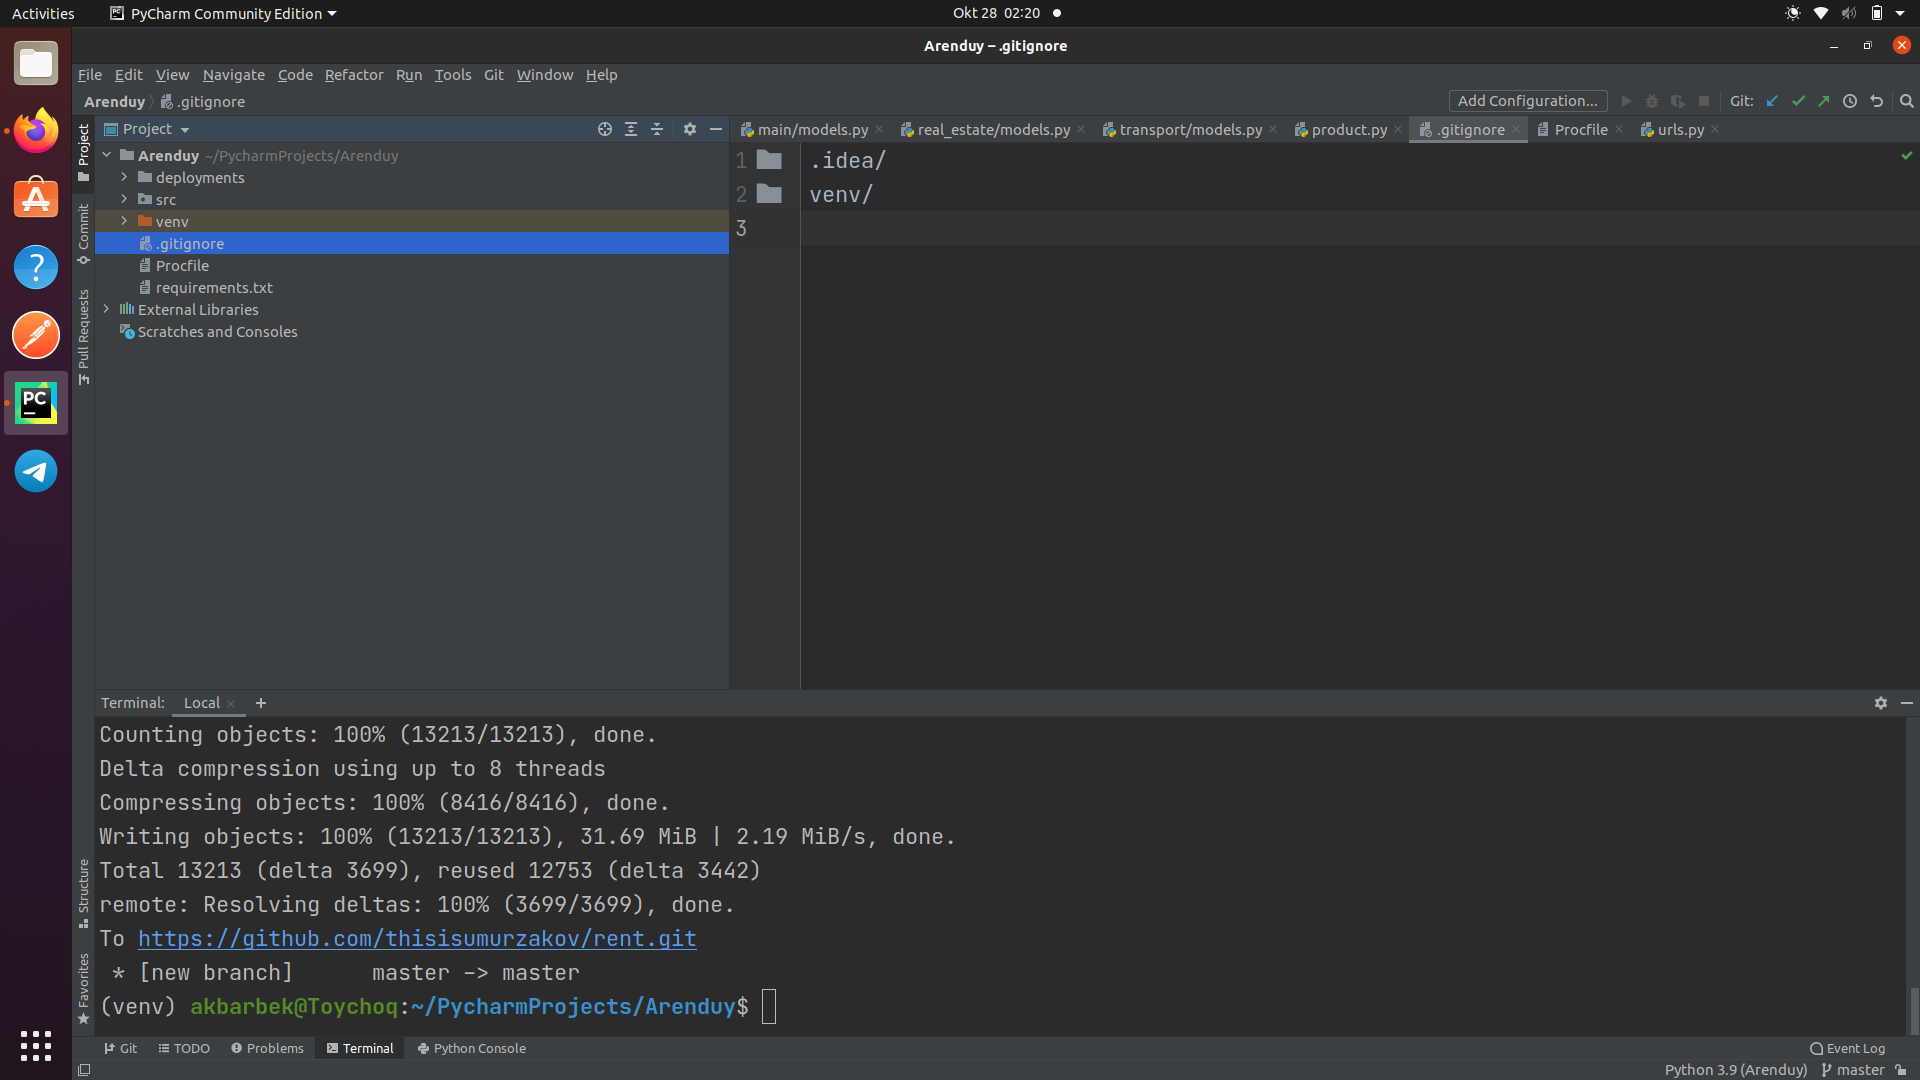 Activities
PyCharm Community Edition
Okt 28 02:20
Arenduy – .gitignore
File Edit View Navigate Code Refactor Run Tools Git Window Help
Arenduy .gitignore
Add Configuration...
Git:
Project
main/models.py
real_estate/models.py
transport/models.py
product.py
.gitignore
Procfile
urls.py
Arenduy ~/PycharmProjects/Arenduy
deployments
src
venv
.gitignore
Procfile
requirements.txt
External Libraries
Scratches and Consoles
1 .idea/
2 venv/
3
Project
Commit
Pull Requests
Structure
Favorites
PC
Terminal: Local +
Counting objects: 100% (13213/13213), done.
Delta compression using up to 8 threads
Compressing objects: 100% (8416/8416), done.
Writing objects: 100% (13213/13213), 31.69 MiB | 2.19 MiB/s, done.
Total 13213 (delta 3699), reused 12753 (delta 3442)
remote: Resolving deltas: 100% (3699/3699), done.
To https://github.com/thisisumurzakov/rent.git
* [new branch] master -> master
(venv) akbarbek@Toychoq:~/PycharmProjects/Arenduy$
Git TODO Problems Terminal Python Console
Event Log
Python 3.9 (Arenduy) master